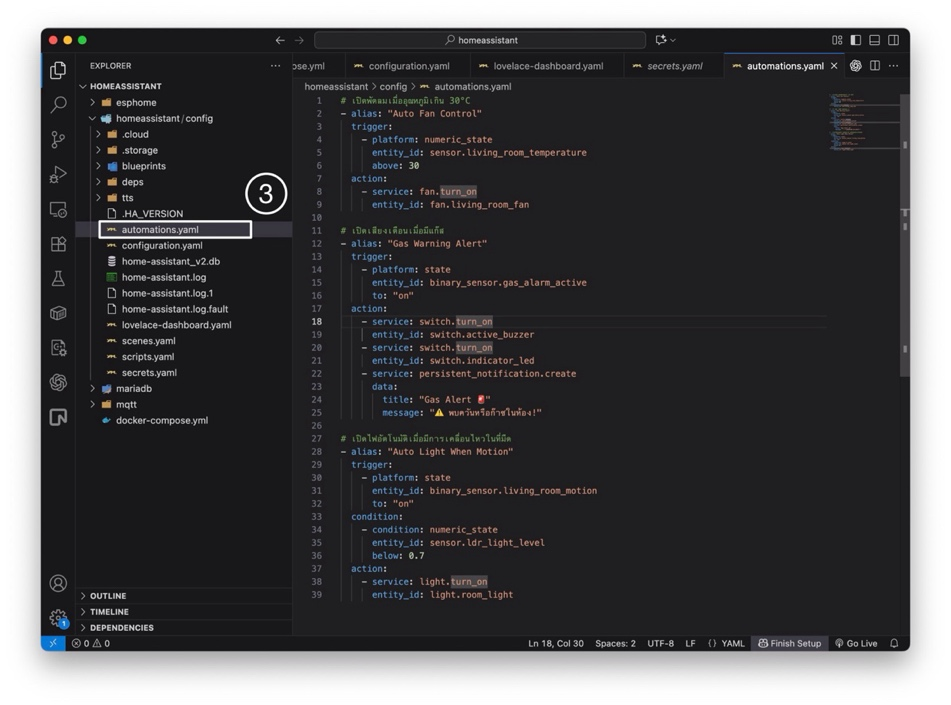 homeassistant
EXPLORER
ose.yml
configuration.yaml
lovelace-dashboard.yaml
secrets.yaml
automations.yaml
HOMEASSISTANT
esphome
homeassistant/config
.cloud
.storage
blueprints
deps
tts
.HA_VERSION
automations.yaml
configuration.yaml
home-assistant_v2.db
home-assistant.log
home-assistant.log.1
home-assistant.log.fault
lovelace-dashboard.yaml
scenes.yaml
scripts.yaml
secrets.yaml
mariadb
mqtt
docker-compose.yml
OUTLINE
TIMELINE
DEPENDENCIES
3
homeassistant > config > automations.yaml
1 # เปิดพัดลมเมื่ออุณหภูมิเกิน 30°C
2 - alias: "Auto Fan Control"
3 trigger:
4 - platform: numeric_state
5 entity_id: sensor.living_room_temperature
6 above: 30
7 action:
8 - service: fan.turn_on
9 entity_id: fan.living_room_fan
10
11 # เปิดเสียงเตือนเมื่อมีแก๊ส
12 - alias: "Gas Warning Alert"
13 trigger:
14 - platform: state
15 entity_id: binary_sensor.gas_alarm_active
16 to: "on"
17 action:
18 - service: switch.turn_on
19 entity_id: switch.active_buzzer
20 - service: switch.turn_on
21 entity_id: switch.indicator_led
22 - service: persistent_notification.create
23 data:
24 title: "Gas Alert 🚨"
25 message: "⚠️ พบควันหรือก๊าซในห้อง!"
26
27 # เปิดไฟอัตโนมัติเมื่อมีการเคลื่อนไหวในที่มืด
28 - alias: "Auto Light When Motion"
29 trigger:
30 - platform: state
31 entity_id: binary_sensor.living_room_motion
32 to: "on"
33 condition:
34 - condition: numeric_state
35 entity_id: sensor.ldr_light_level
36 below: 0.7
37 action:
38 - service: light.turn_on
39 entity_id: light.room_light
1
0 0
Ln 18, Col 30 Spaces: 2 UTF-8 LF {} YAML Finish Setup Go Live